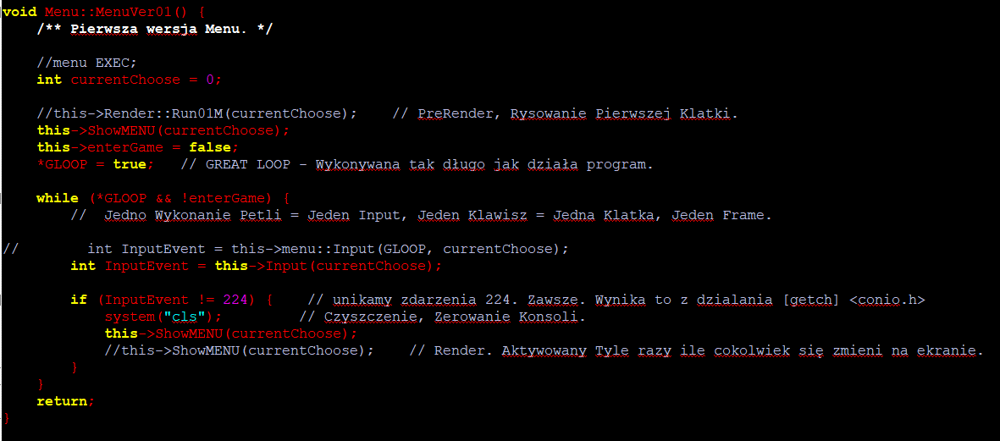 void Menu::MenuVer01() {
    /** Pierwsza wersja Menu. */
    //menu EXEC;
    int currentChoose = 0;
    //this->Render::Run01M(currentChoose);    // PreRender, Rysowanie Pierwszej Klatki.
    this->ShowMENU(currentChoose);
    this->enterGame = false;
    *GLOOP = true;   // GREAT LOOP - Wykonywana tak długo jak działa program.
    while (*GLOOP && !enterGame) {
        //  Jedno Wykonanie Petli = Jeden Input, Jeden Klawisz = Jedna Klatka, Jeden Frame.
//        int InputEvent = this->menu::Input(GLOOP, currentChoose);
        int InputEvent = this->Input(currentChoose);
        if (InputEvent != 224) {    // unikamy zdarzenia 224. Zawsze. Wynika to z dzialania [getch] <conio.h>
            system("cls");         // Czyszczenie, Zerowanie Konsoli.
            this->ShowMENU(currentChoose);
            //this->ShowMENU(currentChoose);    // Render. Aktywowany Tyle razy ile cokolwiek się zmieni na ekranie.
        }
    }
    return;
}